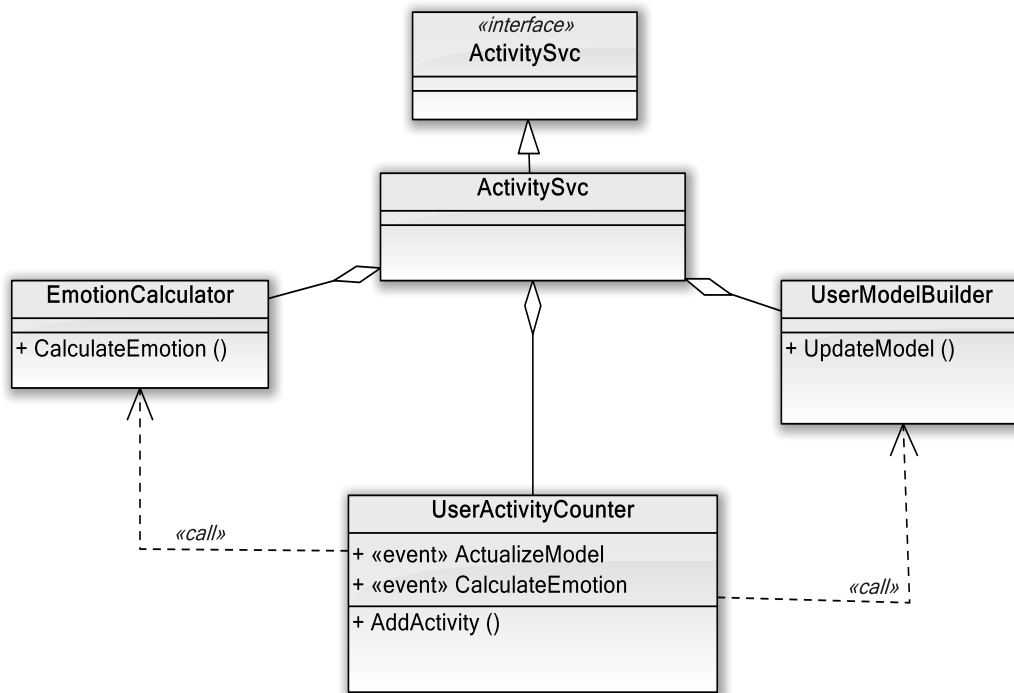 «interface»
ActivitySvc
ActivitySvc
EmotionCalculator
+ CalculateEmotion ()
UserModelBuilder
+ UpdateModel ()
«call»
«call»
UserActivityCounter
+ «event» ActualizeModel
+ «event» CalculateEmotion
+ AddActivity ()